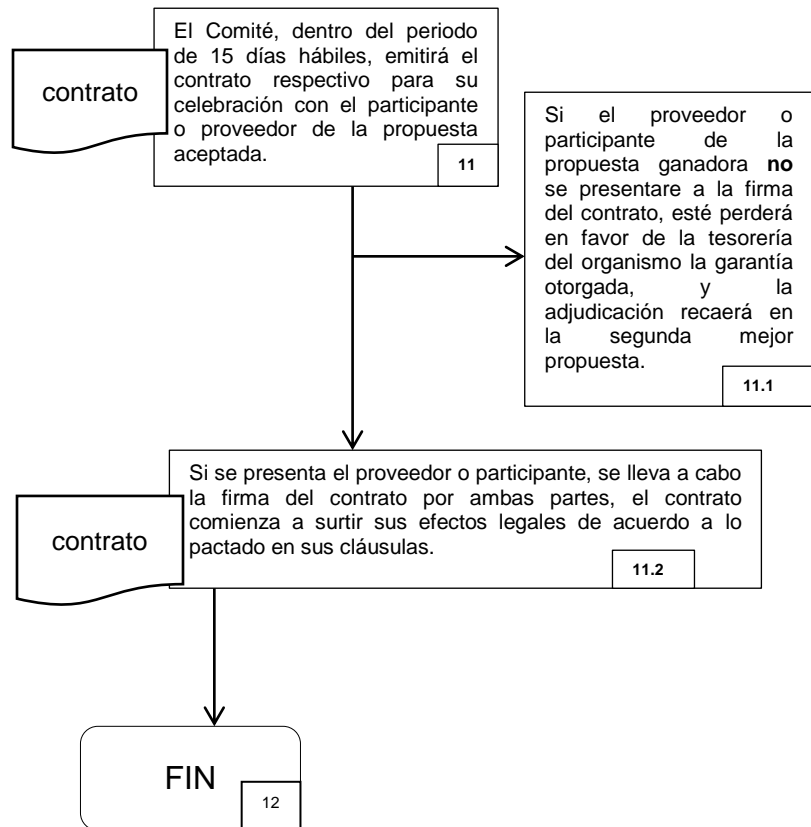 El Comité, dentro del periodo
de 15 días hábiles, emitirá el
contrato respectivo para su
celebración con el participante
o proveedor de la propuesta
aceptada.
11
contrato
Si el proveedor o
participante de la
propuesta ganadora no
se presentare a la firma
del contrato, esté perderá
en favor de la tesorería
del organismo la garantía
otorgada, y la
adjudicación recaerá en
la segunda mejor
propuesta.
11.1
Si se presenta el proveedor o participante, se lleva a cabo
la firma del contrato por ambas partes, el contrato
comienza a surtir sus efectos legales de acuerdo a lo
pactado en sus cláusulas.
11.2
contrato
FIN
12